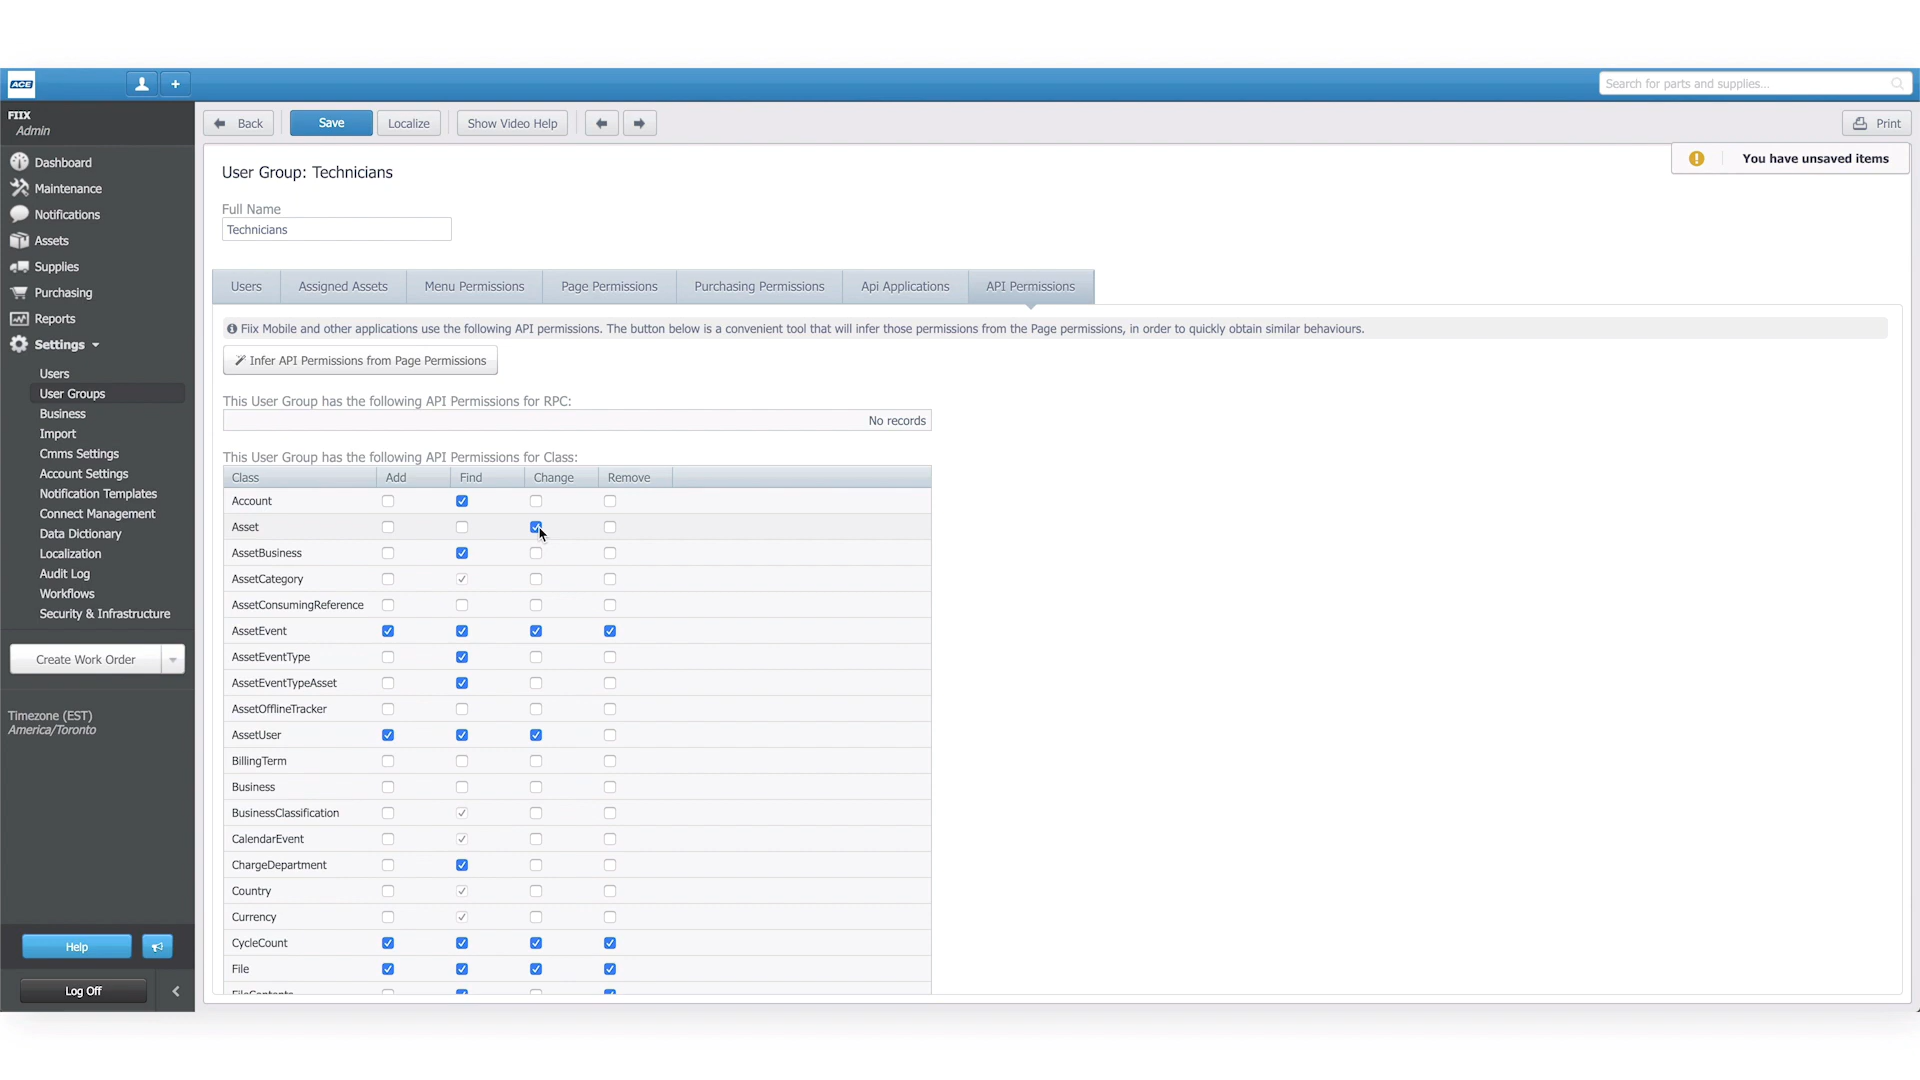 ACE
Search for parts and supplies...
FIIX
Admin
Dashboard
Maintenance
Notifications
Assets
Supplies
Purchasing
Reports
Settings
Users
User Groups
Business
Import
Cmms Settings
Account Settings
Notification Templates
Connect Management
Data Dictionary
Localization
Audit Log
Workflows
Security & Infrastructure
Create Work Order
Timezone (EST)
America/Toronto
Help
Log Off
Back Save Localize Show Video Help Print
You have unsaved items
User Group: Technicians
Full Name
Technicians
Users Assigned Assets Menu Permissions Page Permissions Purchasing Permissions Api Applications API Permissions
Fiix Mobile and other applications use the following API permissions. The button below is a convenient tool that will infer those permissions from the Page permissions, in order to quickly obtain similar behaviours.
Infer API Permissions from Page Permissions
This User Group has the following API Permissions for RPC:
No records
This User Group has the following API Permissions for Class:
Class Add Find Change Remove
Account
Asset
AssetBusiness
AssetCategory
AssetConsumingReference
AssetEvent
AssetEventType
AssetEventTypeAsset
AssetOfflineTracker
AssetUser
BillingTerm
Business
BusinessClassification
CalendarEvent
ChargeDepartment
Country
Currency
CycleCount
File
FileContents